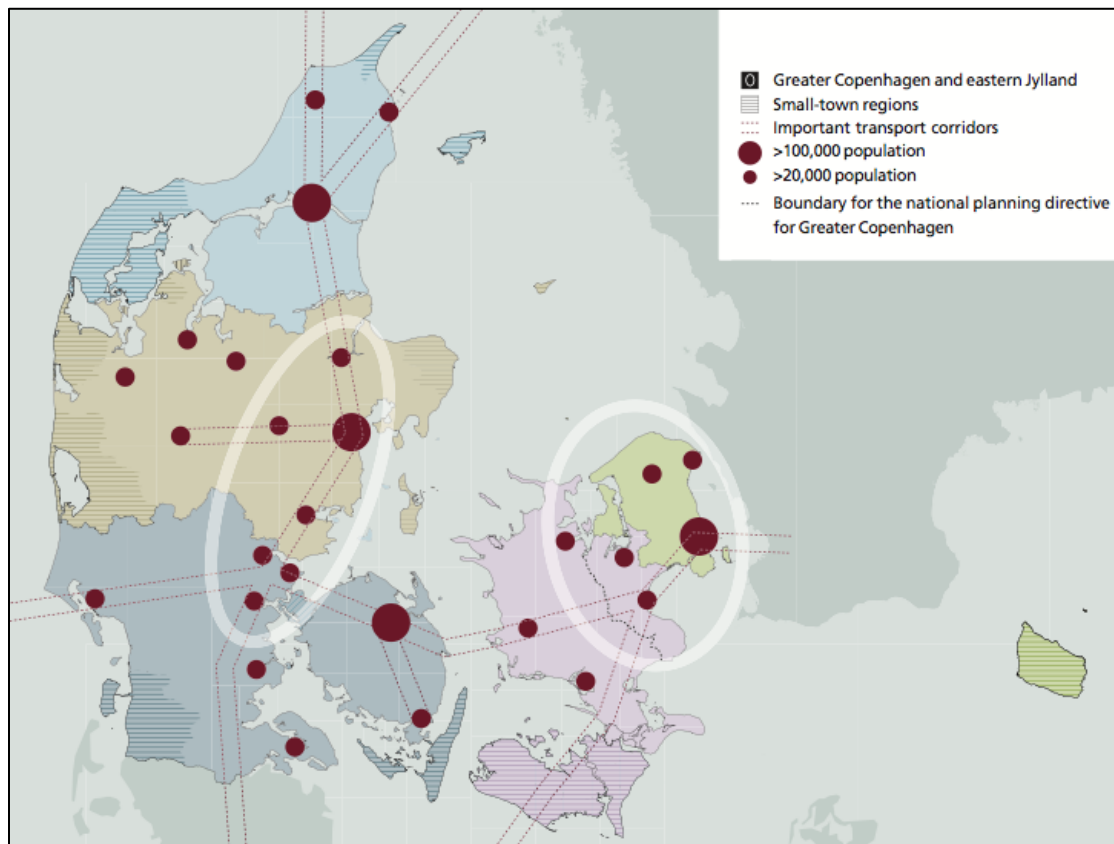 Greater Copenhagen and eastern Jylland
Small-town regions
Important transport corridors
>100,000 population
>20,000 population
Boundary for the national planning directive
for Greater Copenhagen